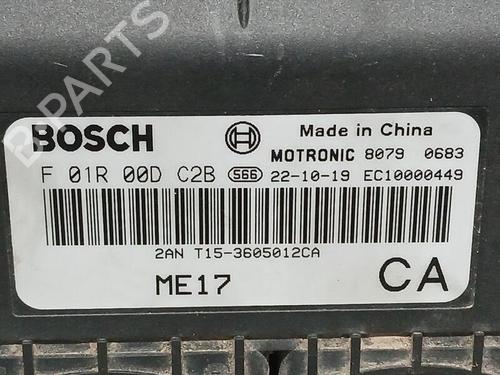 B-PARTS
BOSCH
Made in China
MOTRONIC 8079 0683
F 01R 00D C2B 566 22-10-19 EC10000449
2AN T15-3605012CA
ME17
CA